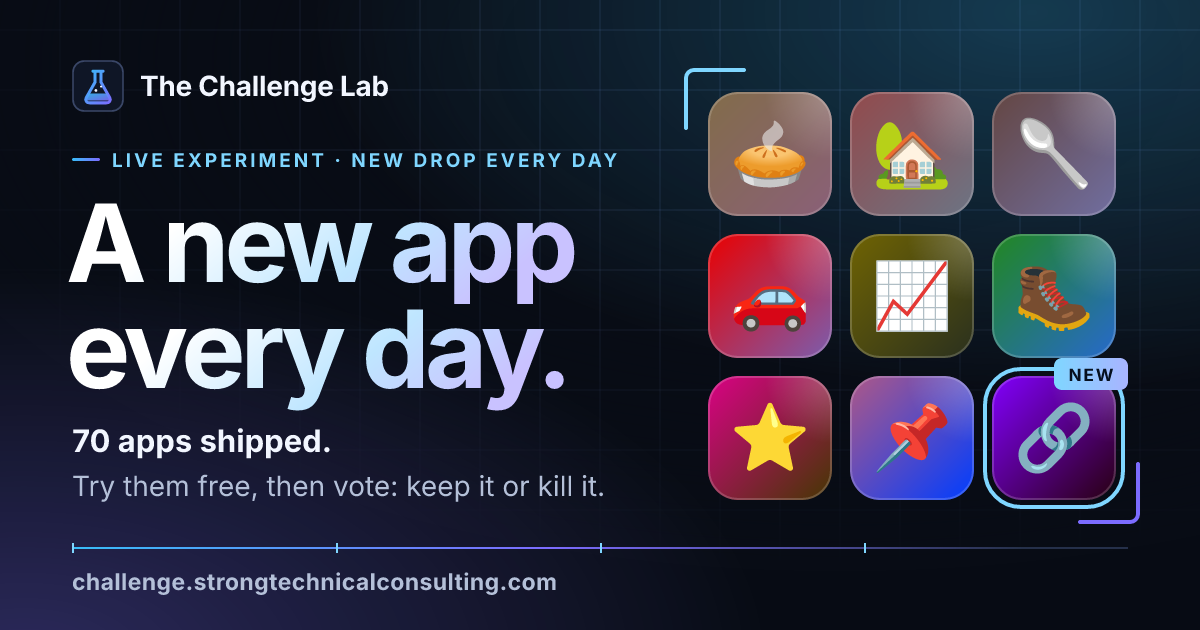 The Challenge Lab
LIVE EXPERIMENT · NEW DROP EVERY DAY
A new app
every day.
70 apps shipped.
Try them free, then vote: keep it or kill it.
NEW
challenge.strongtechnicalconsulting.com